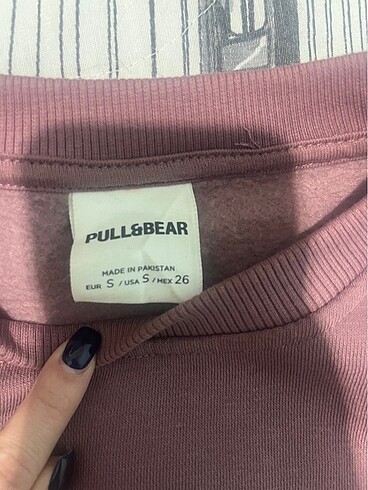 PULL&BEAR
MADE IN PAKISTAN
EUR S / USA S / MEX 26